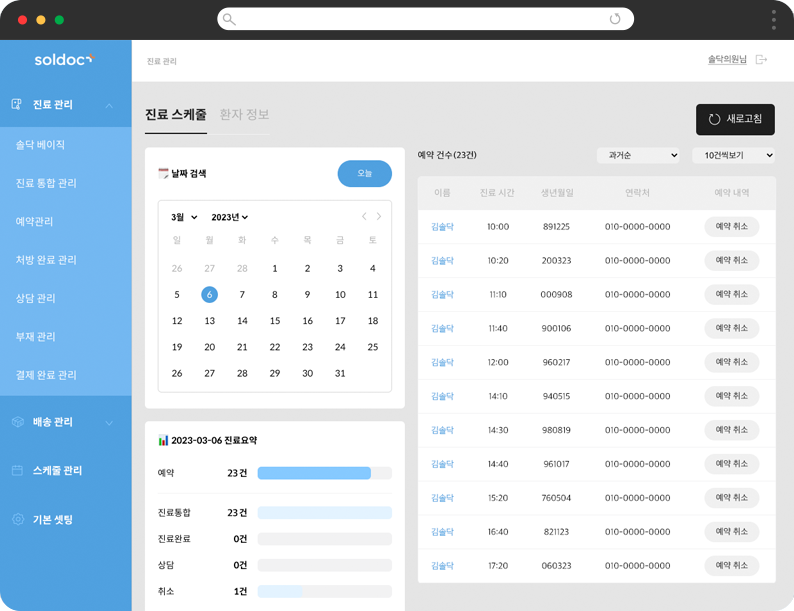 soldoc
진료 관리
솔닥의원님
진료 관리
솔닥 베이직
진료 통합 관리
예약관리
처방 완료 관리
상담 관리
부재 관리
결제 완료 관리
배송 관리
스케줄 관리
기본 셋팅
진료 스케줄 환자 정보
새로고침
날짜 검색
오늘
3월 2023년
일 월 화 수 목 금 토
26 27 28 1 2 3 4
5 6 7 8 9 10 11
12 13 14 15 16 17 18
19 20 21 22 23 24 25
26 27 28 29 30 31
2023-03-06 진료요약
예약 23건
진료통합 23건
진료완료 0건
상담 0건
취소 1건
예약 건수(23건)
과거순
10건씩보기
이름 진료 시간 생년월일 연락처 예약 내역
김솔닥 10:00 891225 010-0000-0000 예약 취소
김솔닥 10:20 200323 010-0000-0000 예약 취소
김솔닥 11:10 000908 010-0000-0000 예약 취소
김솔닥 11:40 900106 010-0000-0000 예약 취소
김솔닥 12:00 960217 010-0000-0000 예약 취소
김솔닥 14:10 940515 010-0000-0000 예약 취소
김솔닥 14:30 980819 010-0000-0000 예약 취소
김솔닥 14:40 961017 010-0000-0000 예약 취소
김솔닥 15:20 760504 010-0000-0000 예약 취소
김솔닥 16:40 821123 010-0000-0000 예약 취소
김솔닥 17:20 060323 010-0000-0000 예약 취소